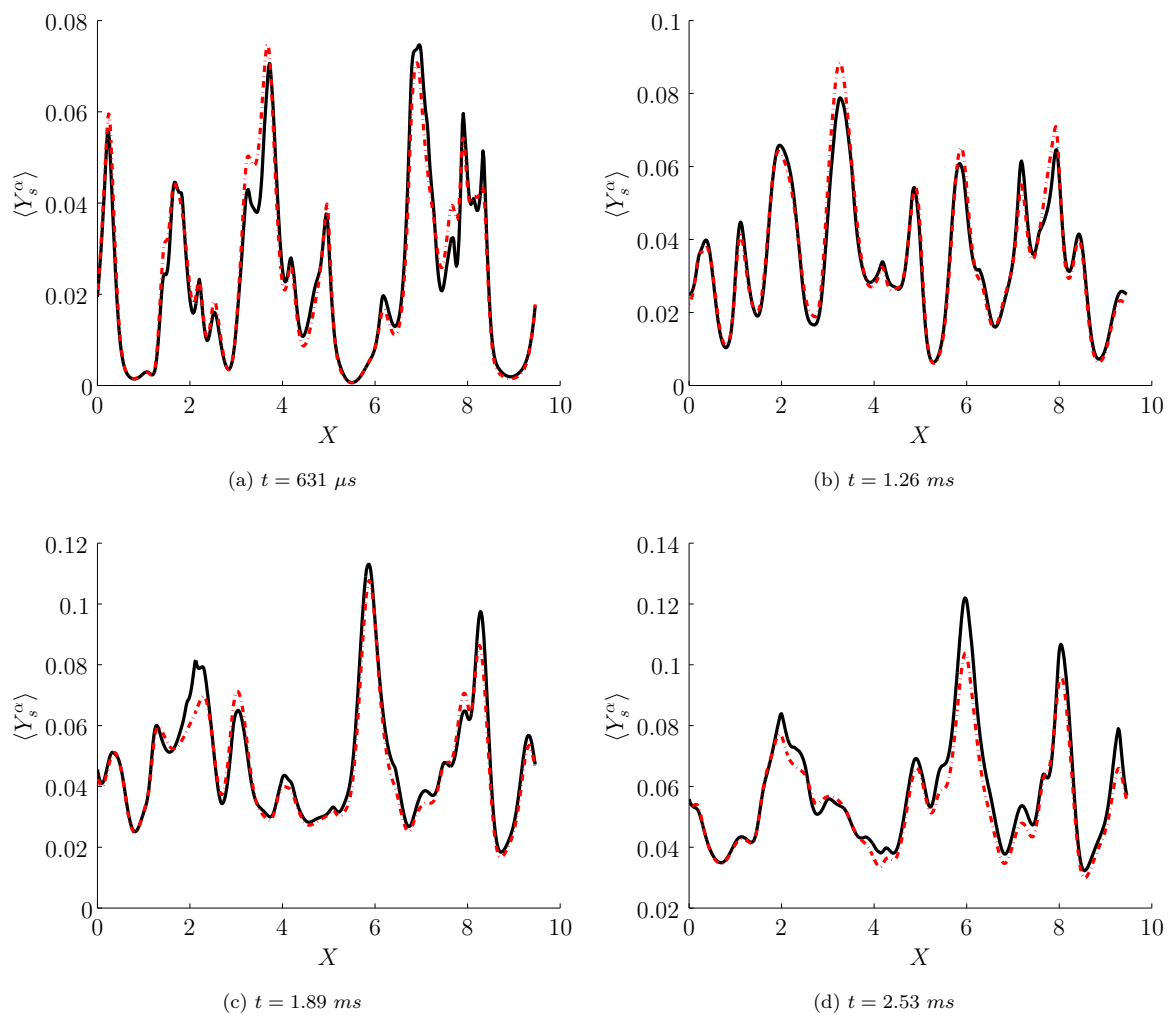 0.08
0.06
0.04
0.02
0
0 2 4 6 8 10
⟨Y_s^α⟩
X
(a) t = 631 μs
0.1
0.08
0.06
0.04
0.02
0
0 2 4 6 8 10
⟨Y_s^α⟩
X
(b) t = 1.26 ms
0.12
0.1
0.08
0.06
0.04
0.02
0
0 2 4 6 8 10
⟨Y_s^α⟩
X
(c) t = 1.89 ms
0.14
0.12
0.1
0.08
0.06
0.04
0.02
0 2 4 6 8 10
⟨Y_s^α⟩
X
(d) t = 2.53 ms